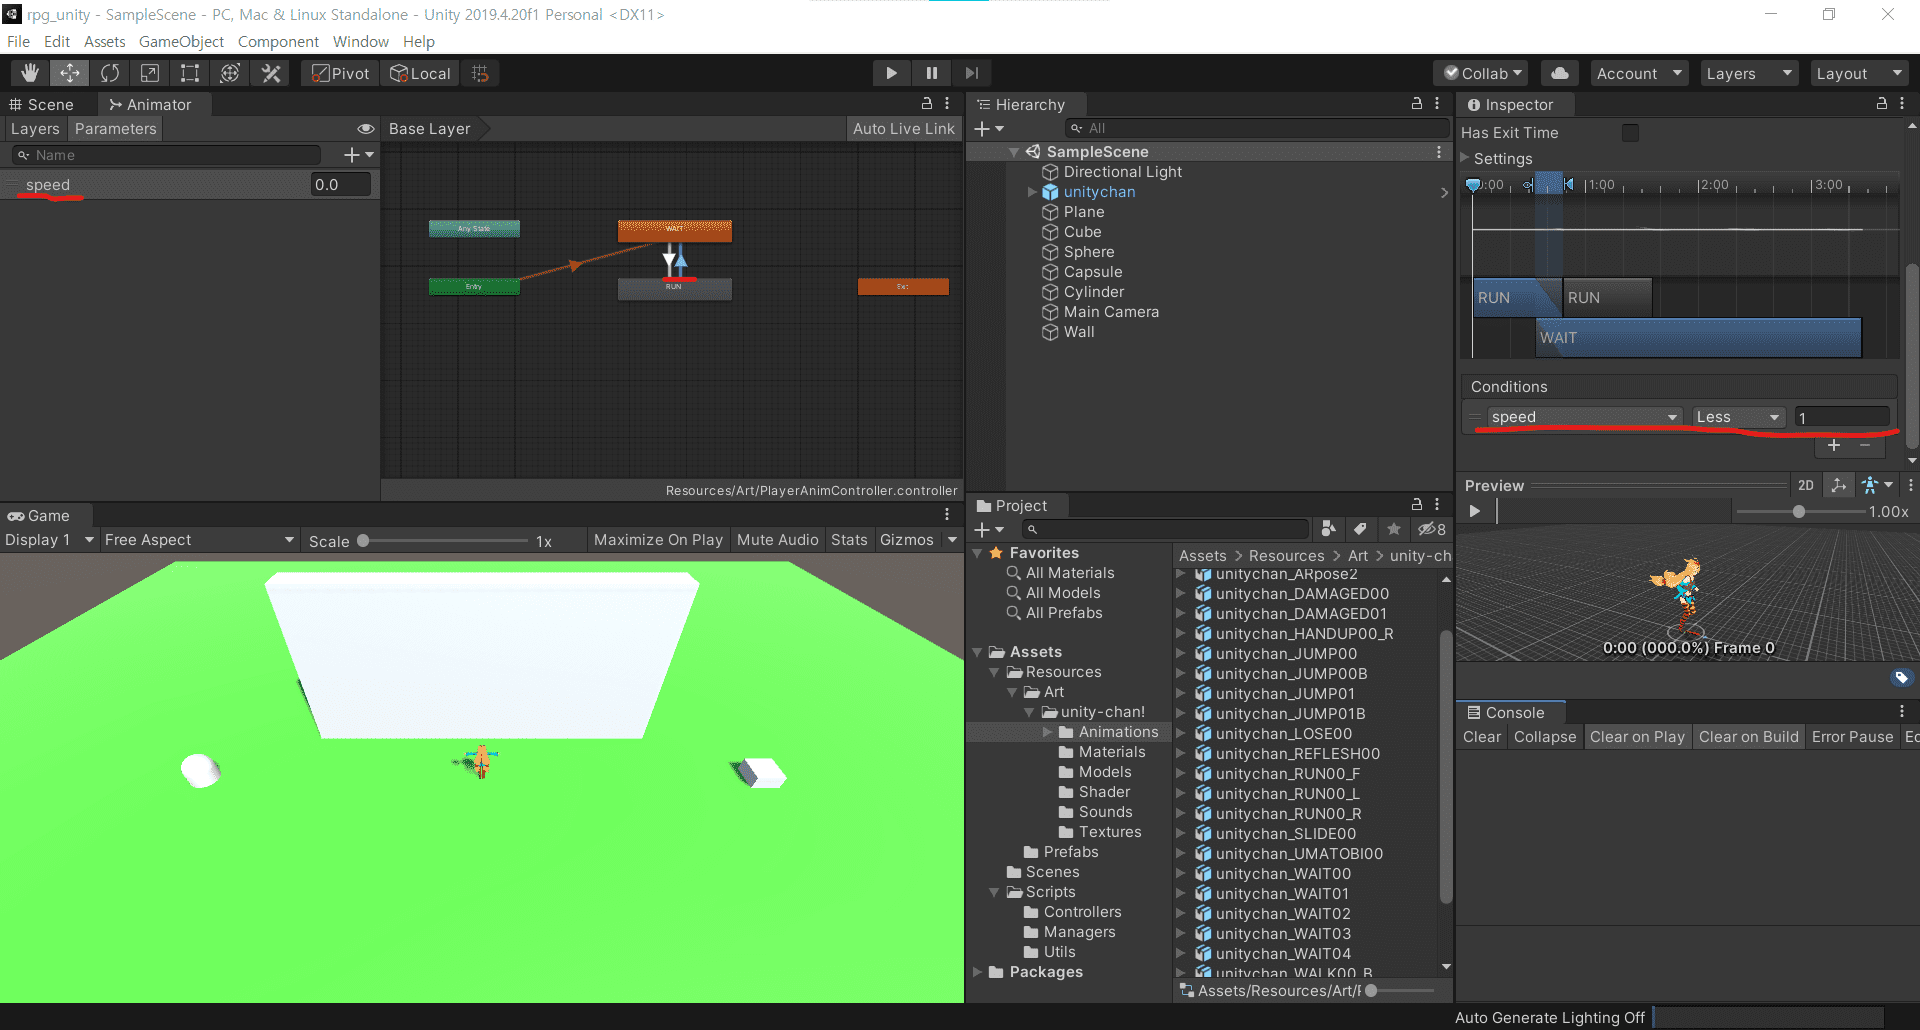 rpg_unity - SampleScene - PC, Mac & Linux Standalone - Unity 2019.4.20f1 Personal <DX11>
File Edit Assets GameObject Component Window Help
Pivot Local Collab Account Layers Layout
Scene Animator
Layers Parameters Base Layer Auto Live Link
Name
speed 0.0
Any State
WAIT
Entry
RUN
Exit
Resources/Art/PlayerAnimController.controller
Game
Display 1 Free Aspect Scale 1x Maximize On Play Mute Audio Stats Gizmos
Hierarchy
All
SampleScene
Directional Light
unitychan
Plane
Cube
Sphere
Capsule
Cylinder
Main Camera
Wall
Project
8
Favorites
All Materials
All Models
All Prefabs
Assets
Resources
Art
unity-chan!
Animations
Materials
Models
Shader
Sounds
Textures
Prefabs
Scenes
Scripts
Controllers
Managers
Utils
Packages
Assets > Resources > Art > unity-ch
unitychan_ARpose2
unitychan_DAMAGED00
unitychan_DAMAGED01
unitychan_HANDUP00_R
unitychan_JUMP00
unitychan_JUMP00B
unitychan_JUMP01
unitychan_JUMP01B
unitychan_LOSE00
unitychan_REFLESH00
unitychan_RUN00_F
unitychan_RUN00_L
unitychan_RUN00_R
unitychan_SLIDE00
unitychan_UMATOBI00
unitychan_WAIT00
unitychan_WAIT01
unitychan_WAIT02
unitychan_WAIT03
unitychan_WAIT04
unitychan_WALK00_B
Assets/Resources/Art/
Inspector
Has Exit Time
Settings
:00 1:00 2:00 3:00
RUN RUN
WAIT
Conditions
speed Less 1
Preview 2D
1.00x
0:00 (000.0%) Frame 0
Console
Clear Collapse Clear on Play Clear on Build Error Pause
Auto Generate Lighting Off